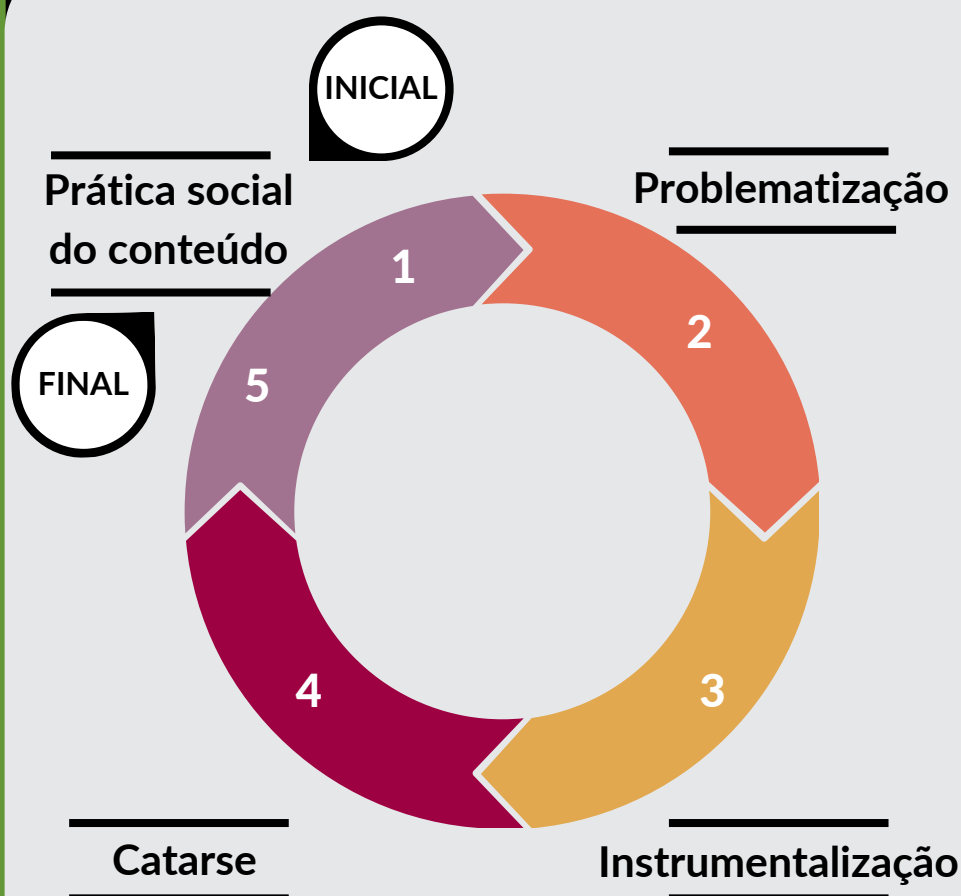 INICIAL
Prática social
do conteúdo
Problematização
1
2
5
FINAL
4
3
Catarse
Instrumentalização